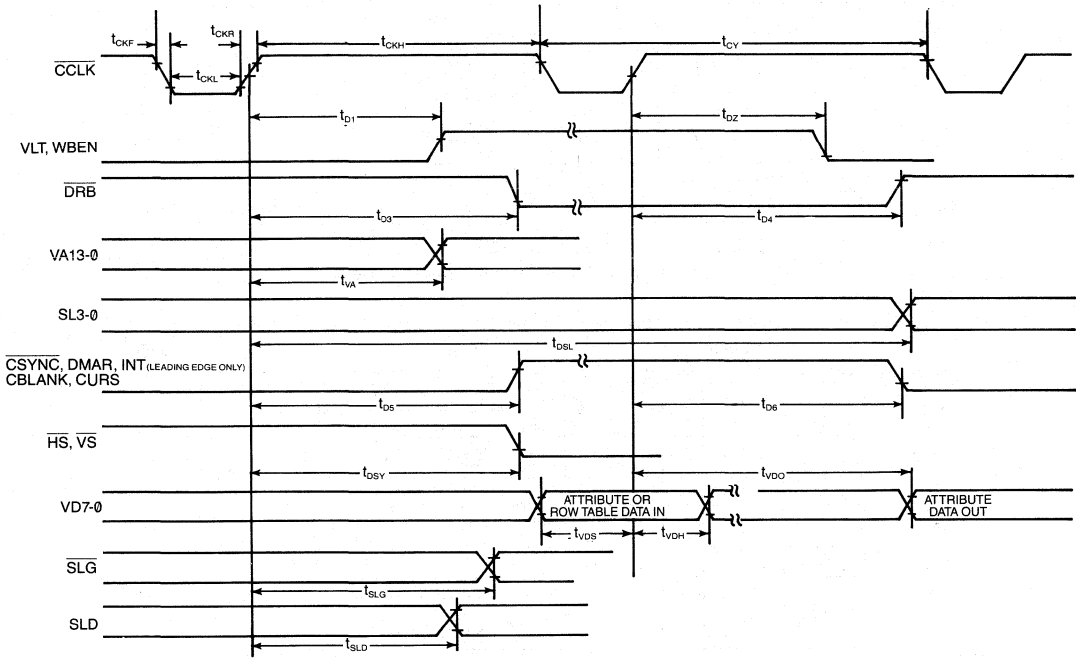 tCKF
tCKR
tCKH
tCY
CCLK
tCKL
tD1
tDZ
VLT, WBEN
DRB
tD3
tD4
VA13-0
tVA
SL3-0
tDSL
CSYNC, DMAR, INT (LEADING EDGE ONLY)
CBLANK, CURS
tD5
tD6
HS, VS
tDSY
tVDO
VD7-0
ATTRIBUTE OR
ROW TABLE DATA IN
ATTRIBUTE
DATA OUT
tVDS
tVDH
SLG
tSLG
SLD
tSLD